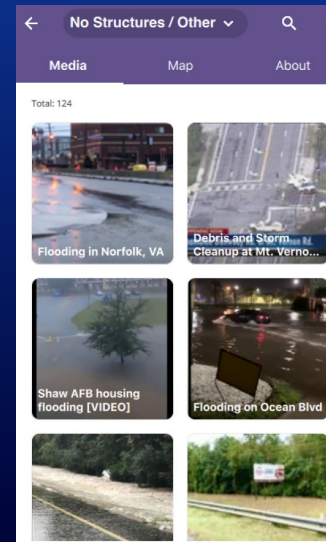 No Structures / Other
Media Map About
Total: 124
Flooding in Norfolk, VA
Debris and Storm
Cleanup at Mt. Verno...
Shaw AFB housing
flooding [VIDEO]
Flooding on Ocean Blvd